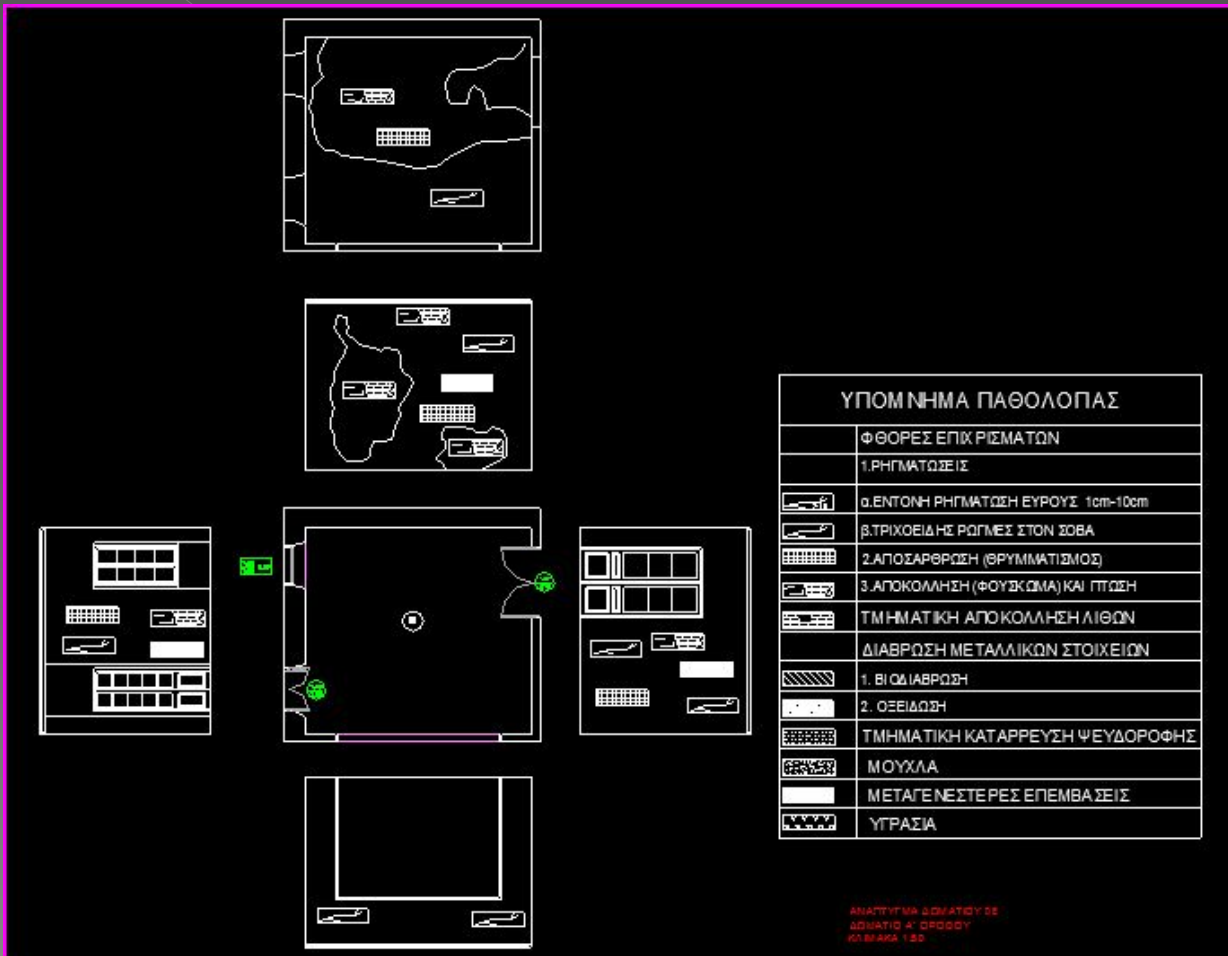 ΥΠΟΜΝΗΜΑ ΠΑΘΟΛΟΓΙΑΣ
ΦΘΟΡΕΣ ΕΠΙΧΡΙΣΜΑΤΩΝ
1.ΡΗΓΜΑΤΩΣΕΙΣ
α.ΕΝΤΟΝΗ ΡΗΓΜΑΤΩΣΗ ΕΥΡΟΥΣ 1cm-10cm
β.ΤΡΙΧΟΕΙΔΗΣ ΡΩΓΜΕΣ ΣΤΟΝ ΣΟΒΑ
2.ΑΠΟΣΑΡΘΡΩΣΗ (ΘΡΥΜΜΑΤΙΣΜΟΣ)
3.ΑΠΟΚΟΛΛΗΣΗ (ΦΟΥΣΚΩΜΑ) ΚΑΙ ΠΤΩΣΗ
ΤΜΗΜΑΤΙΚΗ ΑΠΟΚΟΛΛΗΣΗ ΛΙΘΩΝ
ΔΙΑΒΡΩΣΗ ΜΕΤΑΛΛΙΚΩΝ ΣΤΟΙΧΕΙΩΝ
1. ΒΙΟΔΙΑΒΡΩΣΗ
2. ΟΞΕΙΔΩΣΗ
ΤΜΗΜΑΤΙΚΗ ΚΑΤΑΡΡΕΥΣΗ ΨΕΥΔΟΡΟΦΗΣ
ΜΟΥΧΛΑ
ΜΕΤΑΓΕΝΕΣΤΕΡΕΣ ΕΠΕΜΒΑΣΕΙΣ
ΥΓΡΑΣΙΑ
ΑΝΑΠΤΥΓΜΑ ΔΩΜΑΤΙΟΥ
ΔΩΜΑΤΙΟ Α' ΟΡΟΦΟΥ
ΚΛΙΜΑΚΑ 1:50